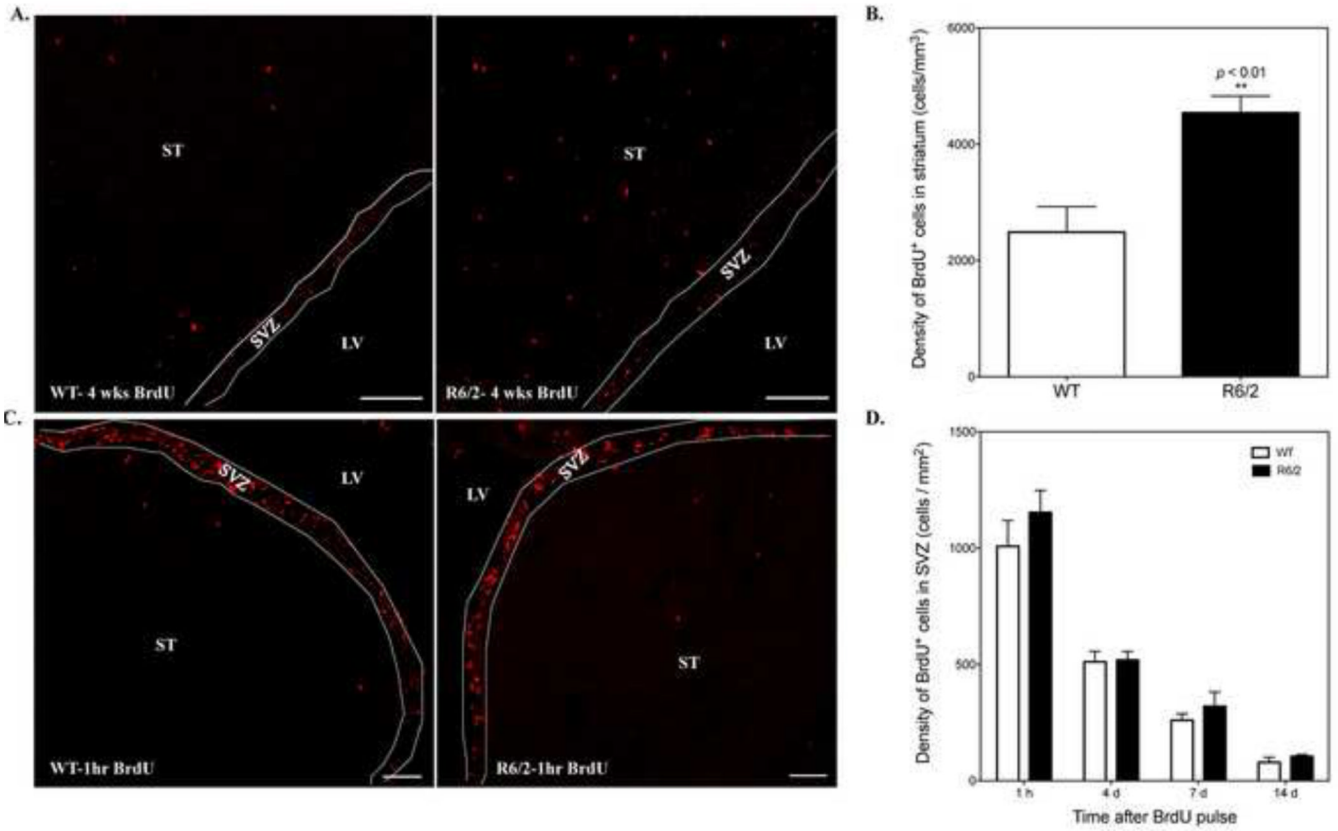 A.
ST
SVZ
LV
WT- 4 wks BrdU
ST
SVZ
LV
R6/2- 4 wks BrdU
B.
Density of BrdU⁺ cells in striatum (cells/mm³)
6000
4000
2000
0
p < 0.01
**
WT
R6/2
C.
SVZ
LV
ST
WT-1hr BrdU
SVZ
LV
ST
R6/2-1hr BrdU
D.
Density of BrdU⁺ cells in SVZ (cells / mm²)
1500
1000
500
0
WT
R6/2
1 h
4 d
7 d
14 d
Time after BrdU pulse